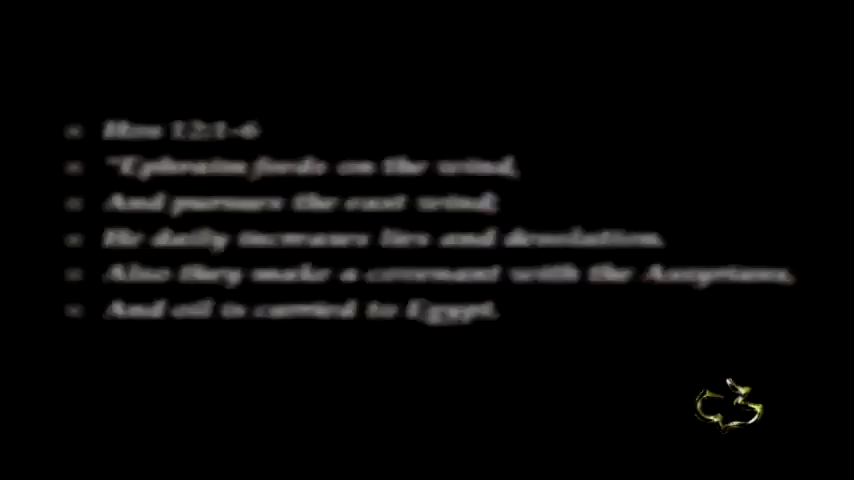 Hos 12:1-6
"Ephraim feeds on the wind,
And pursues the east wind;
He daily increases lies and desolation.
Also they make a covenant with the Assyrians,
And oil is carried to Egypt.